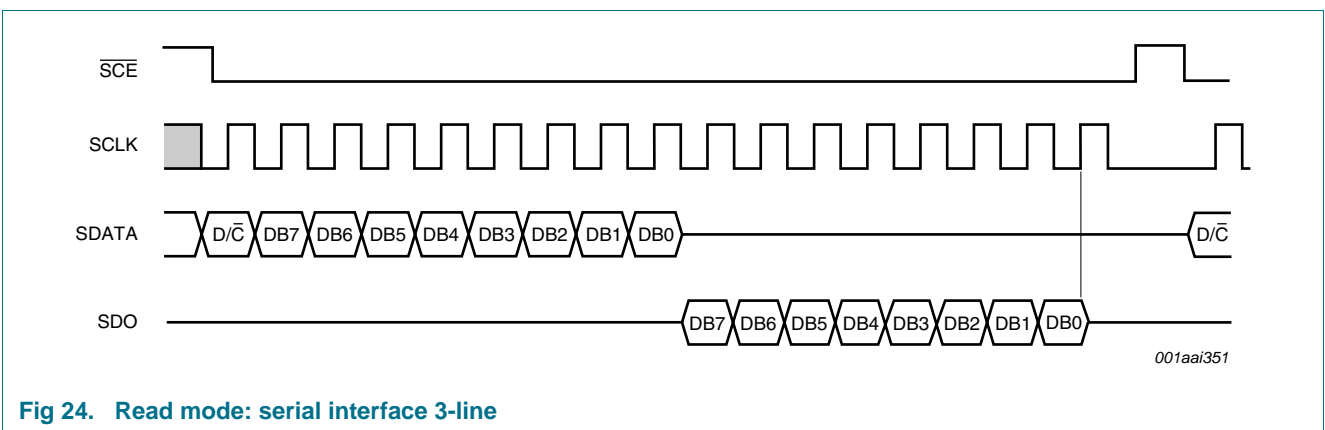 S̅C̅E̅
SCLK
SDATA D/C̅ DB7 DB6 DB5 DB4 DB3 DB2 DB1 DB0 D/C̅
SDO DB7 DB6 DB5 DB4 DB3 DB2 DB1 DB0
001aai351
Fig 24. Read mode: serial interface 3-line